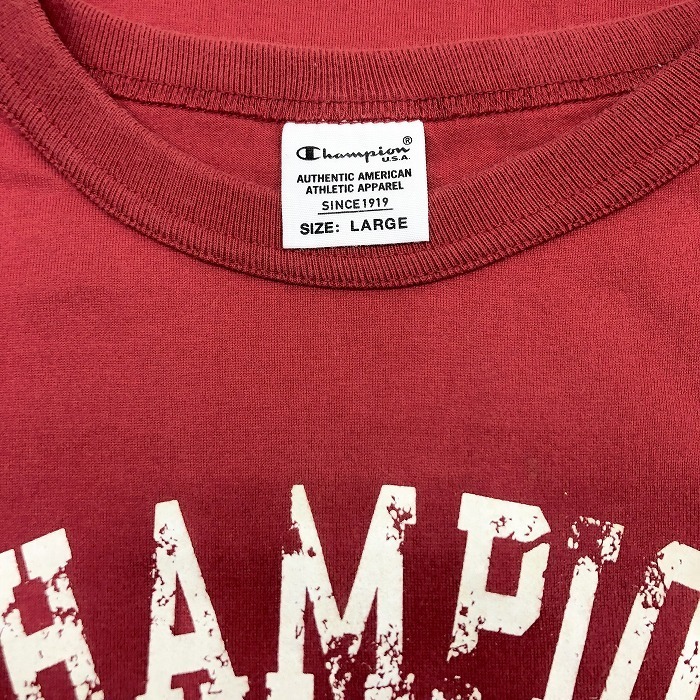 Champion®
U.S.A.
AUTHENTIC AMERICAN
ATHLETIC APPAREL
SINCE1919
SIZE: LARGE
HAMPIO